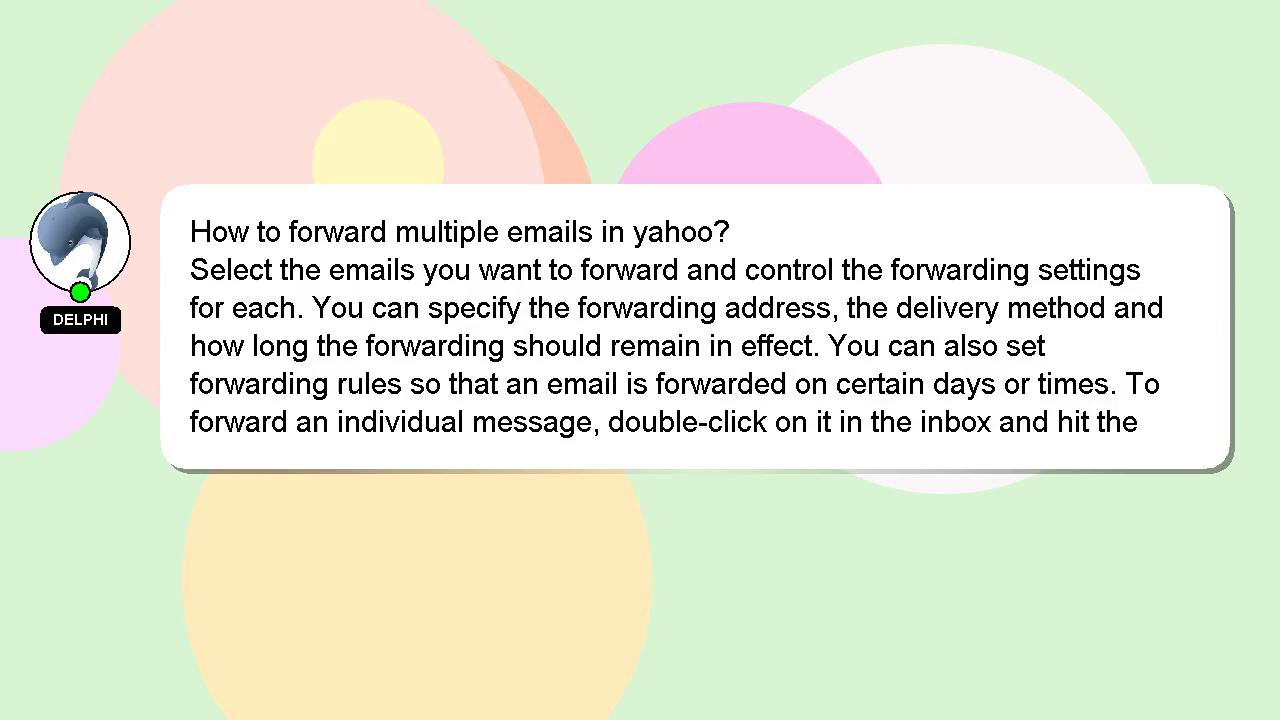 How to forward multiple emails in yahoo?
Select the emails you want to forward and control the forwarding settings
for each. You can specify the forwarding address, the delivery method and
how long the forwarding should remain in effect. You can also set
forwarding rules so that an email is forwarded on certain days or times. To
forward an individual message, double-click on it in the inbox and hit the
DELPHI